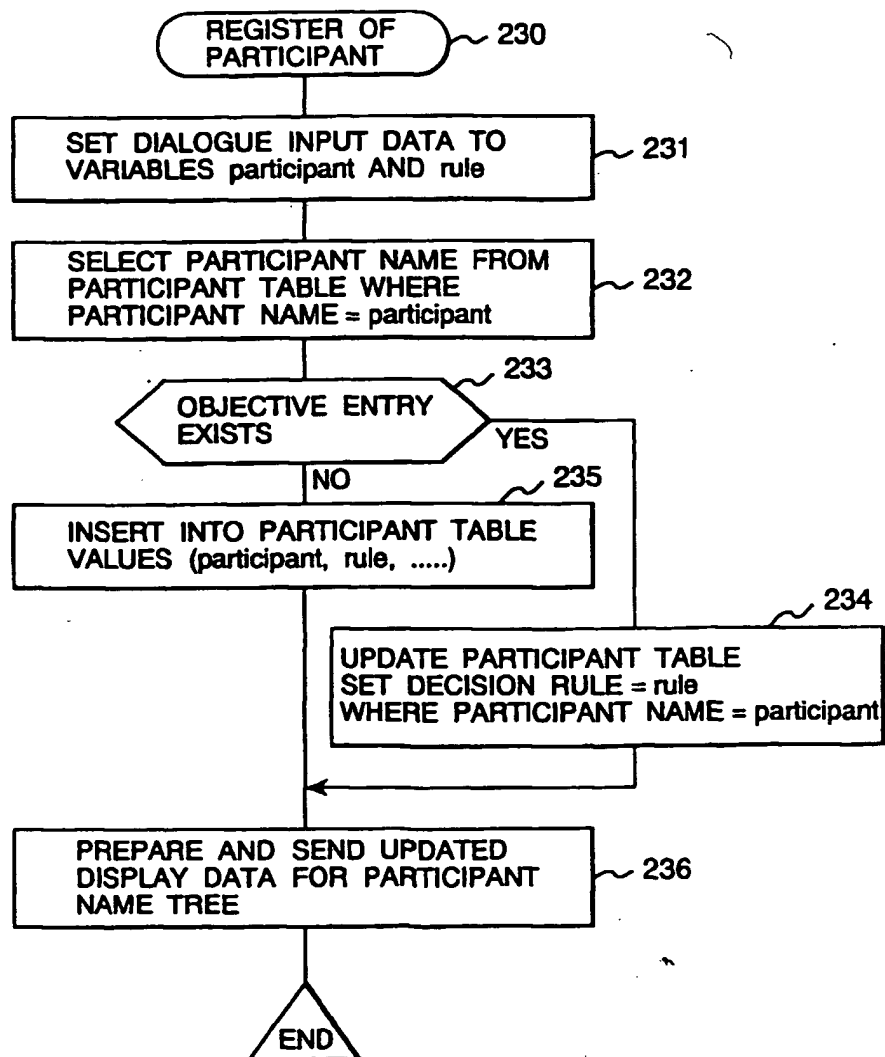 REGISTER OF
PARTICIPANT
230
SET DIALOGUE INPUT DATA TO
VARIABLES participant AND rule
231
SELECT PARTICIPANT NAME FROM
PARTICIPANT TABLE WHERE
PARTICIPANT NAME = participant
232
233
OBJECTIVE ENTRY
EXISTS
YES
NO
235
INSERT INTO PARTICIPANT TABLE
VALUES (participant, rule, .....)
234
UPDATE PARTICIPANT TABLE
SET DECISION RULE = rule
WHERE PARTICIPANT NAME = participant
PREPARE AND SEND UPDATED
DISPLAY DATA FOR PARTICIPANT
NAME TREE
236
END